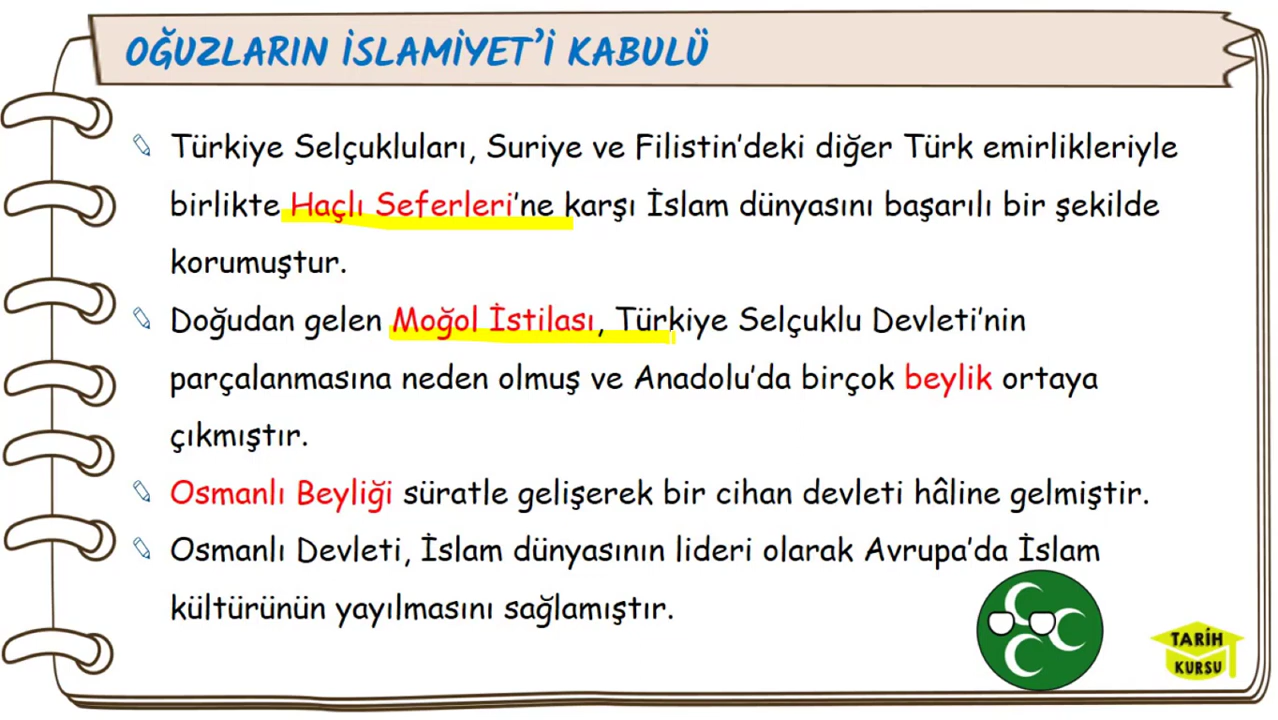 OĞUZLARIN İSLAMİYET’İ KABULÜ
Türkiye Selçukluları, Suriye ve Filistin’deki diğer Türk emirlikleriyle
birlikte Haçlı Seferleri’ne karşı İslam dünyasını başarılı bir şekilde
korumuştur.
Doğudan gelen Moğol İstilası, Türkiye Selçuklu Devleti’nin
parçalanmasına neden olmuş ve Anadolu’da birçok beylik ortaya
çıkmıştır.
Osmanlı Beyliği süratle gelişerek bir cihan devleti hâline gelmiştir.
Osmanlı Devleti, İslam dünyasının lideri olarak Avrupa’da İslam
kültürünün yayılmasını sağlamıştır.
TARİH
KURSU